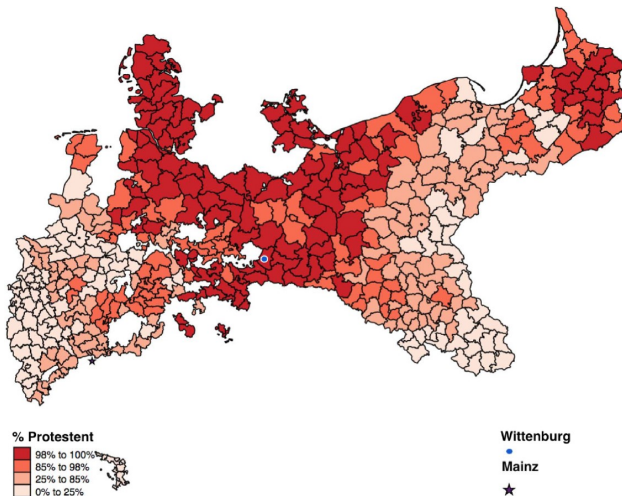 % Protestent
98% to 100%
85% to 98%
25% to 85%
0% to 25%
Wittenburg
Mainz